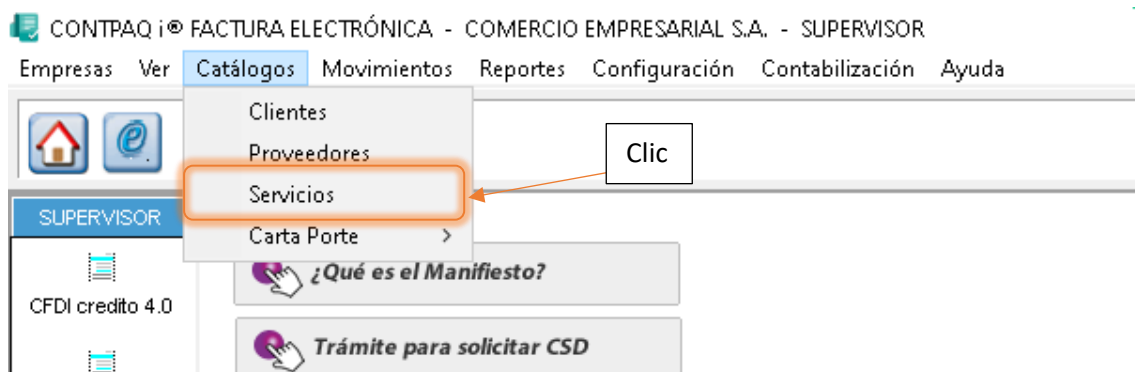 CONTPAQ i® FACTURA ELECTRÓNICA - COMERCIO EMPRESARIAL S.A. - SUPERVISOR
Empresas Ver Catálogos Movimientos Reportes Configuración Contabilización Ayuda
Clientes
Proveedores
Clic
Servicios
SUPERVISOR
Carta Porte >
¿Qué es el Manifiesto?
CFDI credito 4.0
Trámite para solicitar CSD